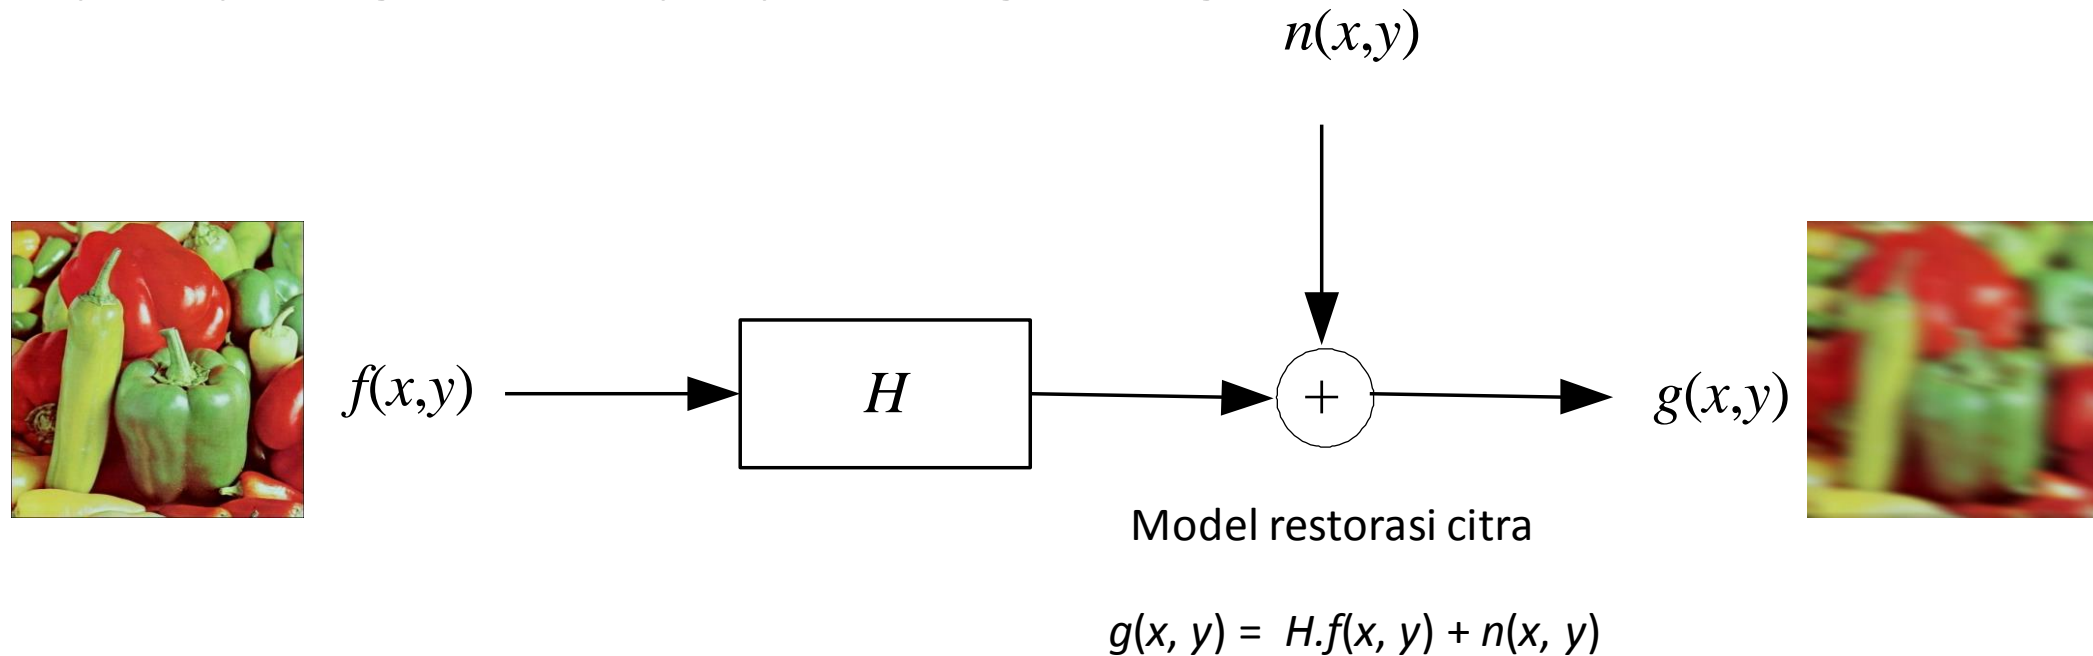 n(x,y)
f(x,y)
H
+
g(x,y)
Model restorasi citra
g(x, y) = H.f(x, y) + n(x, y)